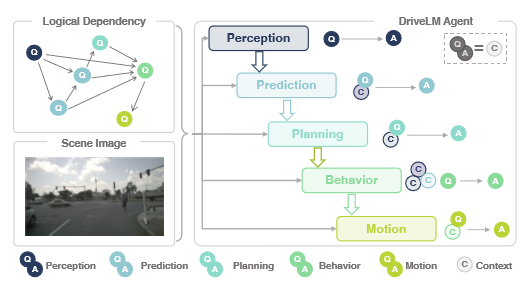 Logical Dependency
Q
Q
Q
Q
Q
Q
Scene Image
DriveLM Agent
Perception
Q A
Q A = C
Prediction
Q C A
Planning
Q C A
Behavior
C C C Q A
Motion
Q C A
Q A Perception
Q A Prediction
Q A Planning
Q A Behavior
Q A Motion
C Context